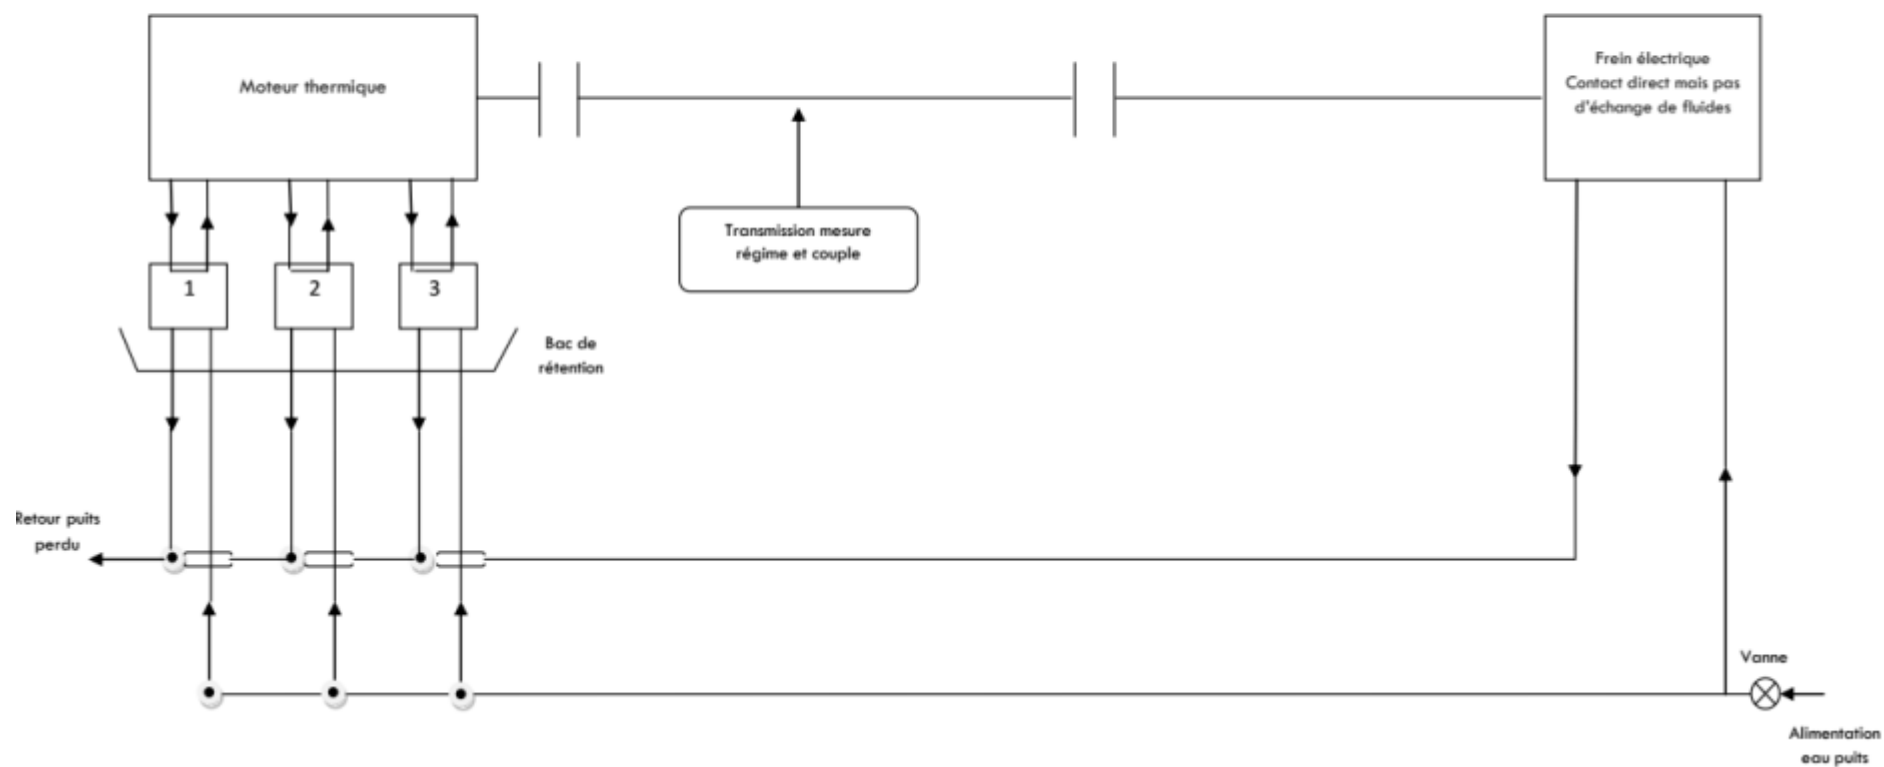 Moteur thermique
Frein électrique
Contact direct mais pas
d'échange de fluides
Transmission mesure
régime et couple
1
2
3
Bac de
rétention
Retour puits
perdu
Vanne
Alimentation
eau puits